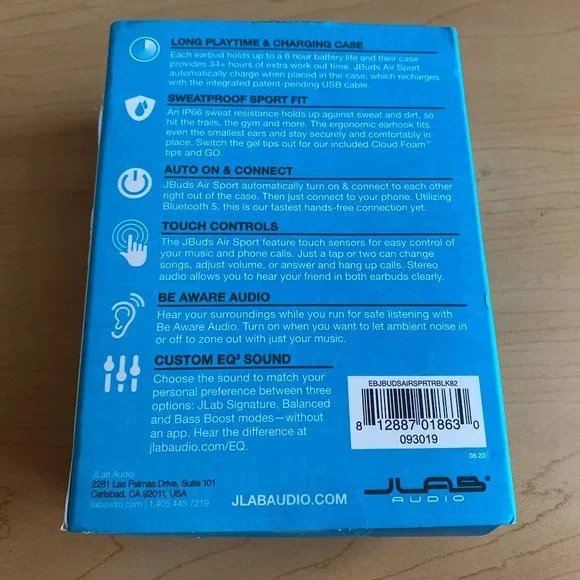 LONG PLAYTIME & CHARGING CASE
Each earbud holds up to a 6 hour battery life and their case
provides 34+ hours of extra work out time. JBuds Air Sport
automatically charge when placed in the case, which recharges
with the integrated patent-pending USB cable.
SWEATPROOF SPORT FIT
An IP66 sweat resistance holds up against sweat and dirt, so
hit the trails, the gym and more. The ergonomic earhook fits
even the smallest ears and stay securely and comfortably in
place. Switch the gel tips out for our included Cloud Foam™
tips and GO.
AUTO ON & CONNECT
JBuds Air Sport automatically turn on & connect to each other
right out of the case. Then just connect to your phone. Utilizing
Bluetooth 5, this is our fastest hands-free connection yet.
TOUCH CONTROLS
The JBuds Air Sport feature touch sensors for easy control of
your music and phone calls. Just a tap or two can change
songs, adjust volume, or answer and hang up calls. Stereo
audio allows you to hear your friend in both earbuds clearly.
BE AWARE AUDIO
Hear your surroundings while you run for safe listening with
Be Aware Audio. Turn on when you want to let ambient noise in
or off to zone out with just your music.
CUSTOM EQ³ SOUND
Choose the sound to match your
personal preference between three
options: JLab Signature, Balanced
and Bass Boost modes—without
an app. Hear the difference at
jlabaudio.com/EQ.
EBJBUDSAIRSPRTRBLK82
8 12887 01863 0
093019
08.22
JLab Audio
2281 Las Palmas Drive, Suite 101
Carlsbad, CA 92011, USA
jlabaudio.com | 1.405.445.7219
JLABAUDIO.COM
JLAB
AUDIO